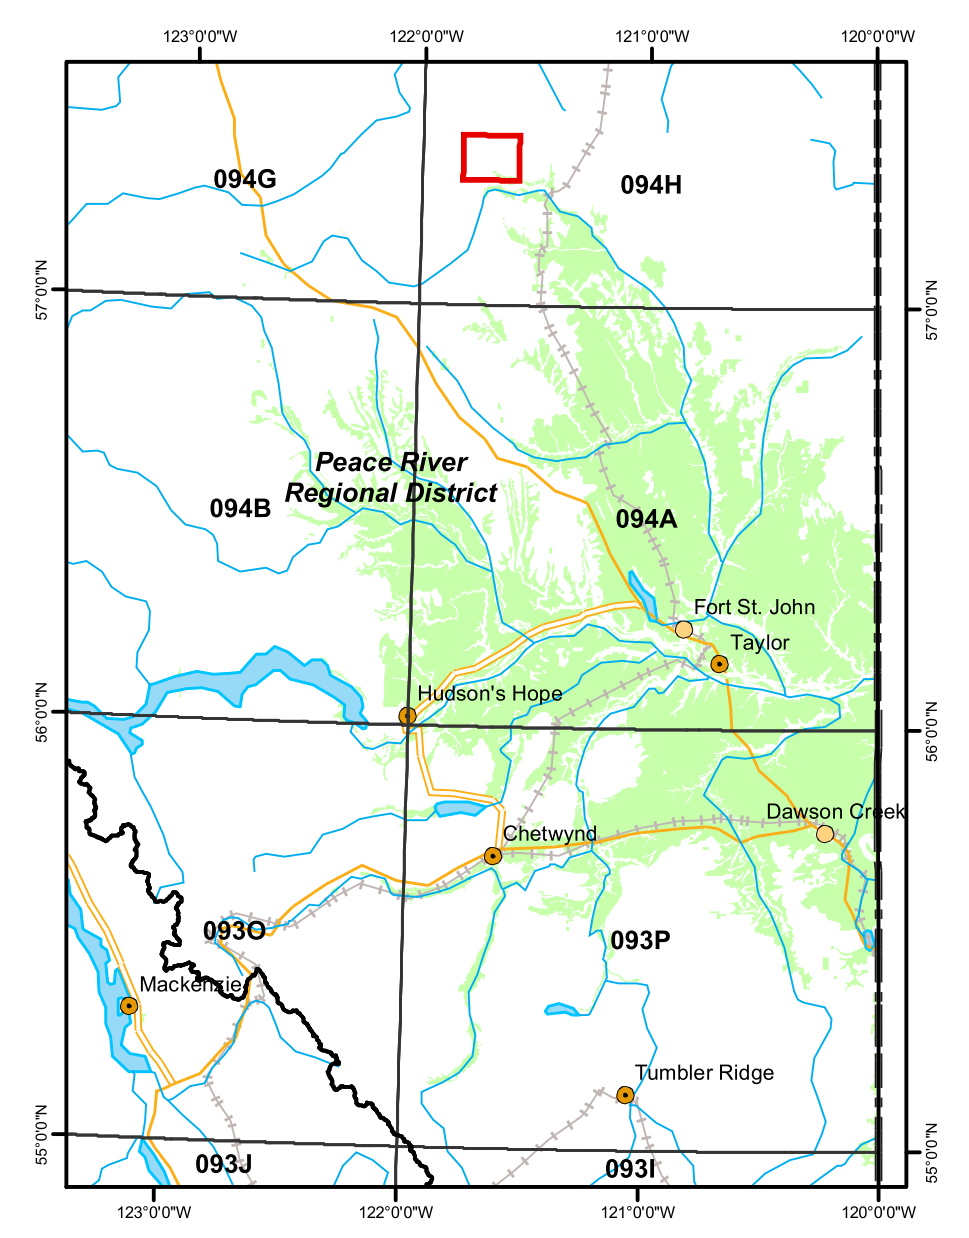 123°0'0"W
122°0'0"W
121°0'0"W
120°0'0"W
094G
094H
57°0'0"N
57°0'0"N
Peace River
Regional District
094B
094A
Fort St. John
Taylor
Hudson's Hope
56°0'0"N
56°0'0"N
Dawson Creek
Chetwynd
093O
093P
Mackenzie
Tumbler Ridge
55°0'0"N
55°0'0"N
093J
093I
123°0'0"W
122°0'0"W
121°0'0"W
120°0'0"W